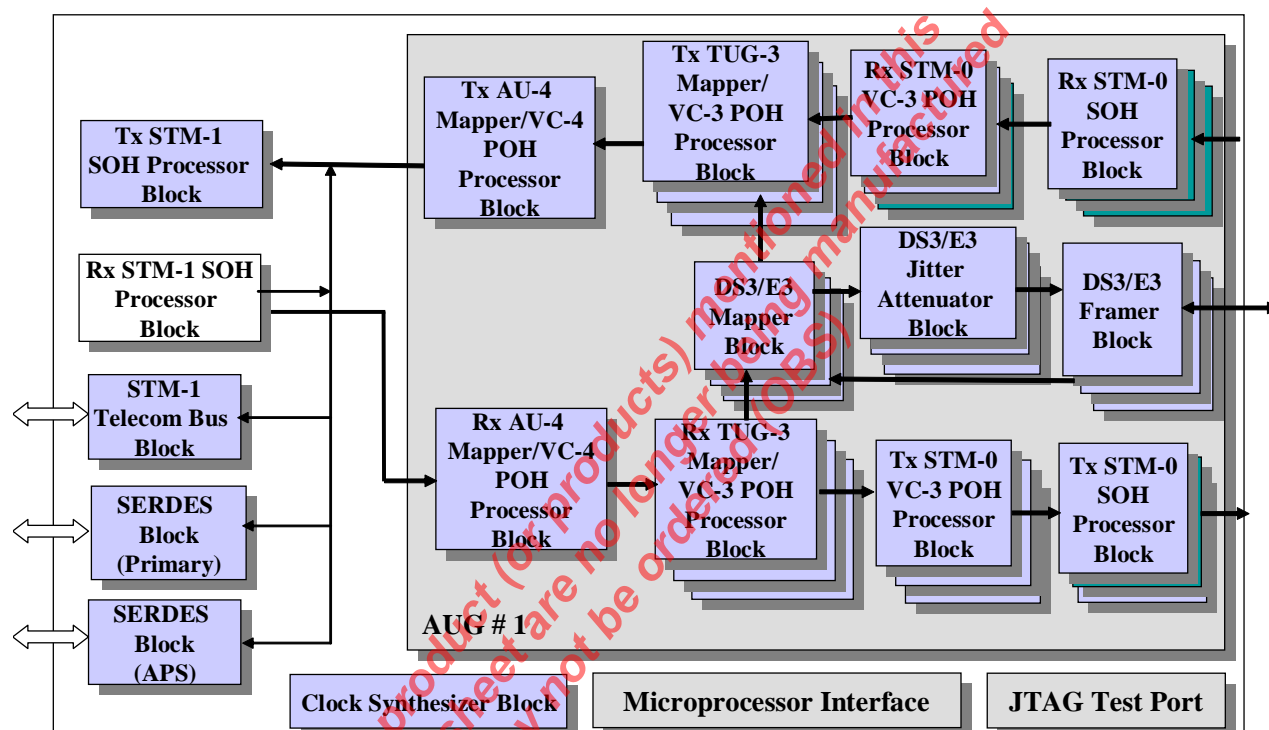 Tx STM-1
SOH Processor
Block
Rx STM-1 SOH
Processor
Block
STM-1
Telecom Bus
Block
SERDES
Block
(Primary)
SERDES
Block
(APS)
Tx AU-4
Mapper/VC-4
POH
Processor
Block
Tx TUG-3
Mapper/
VC-3 POH
Processor
Block
Rx STM-0
VC-3 POH
Processor
Block
Rx STM-0
SOH
Processor
Block
DS3/E3
Mapper
Block
DS3/E3
Jitter
Attenuator
Block
DS3/E3
Framer
Block
Rx AU-4
Mapper/VC-4
POH
Processor
Block
Rx TUG-3
Mapper/
VC-3 POH
Processor
Block
Tx STM-0
VC-3 POH
Processor
Block
Tx STM-0
SOH
Processor
Block
AUG # 1
Clock Synthesizer Block
Microprocessor Interface
JTAG Test Port
product (or products) mentioned in this
sheet are no longer being manufactured
y not be ordered (OBS)